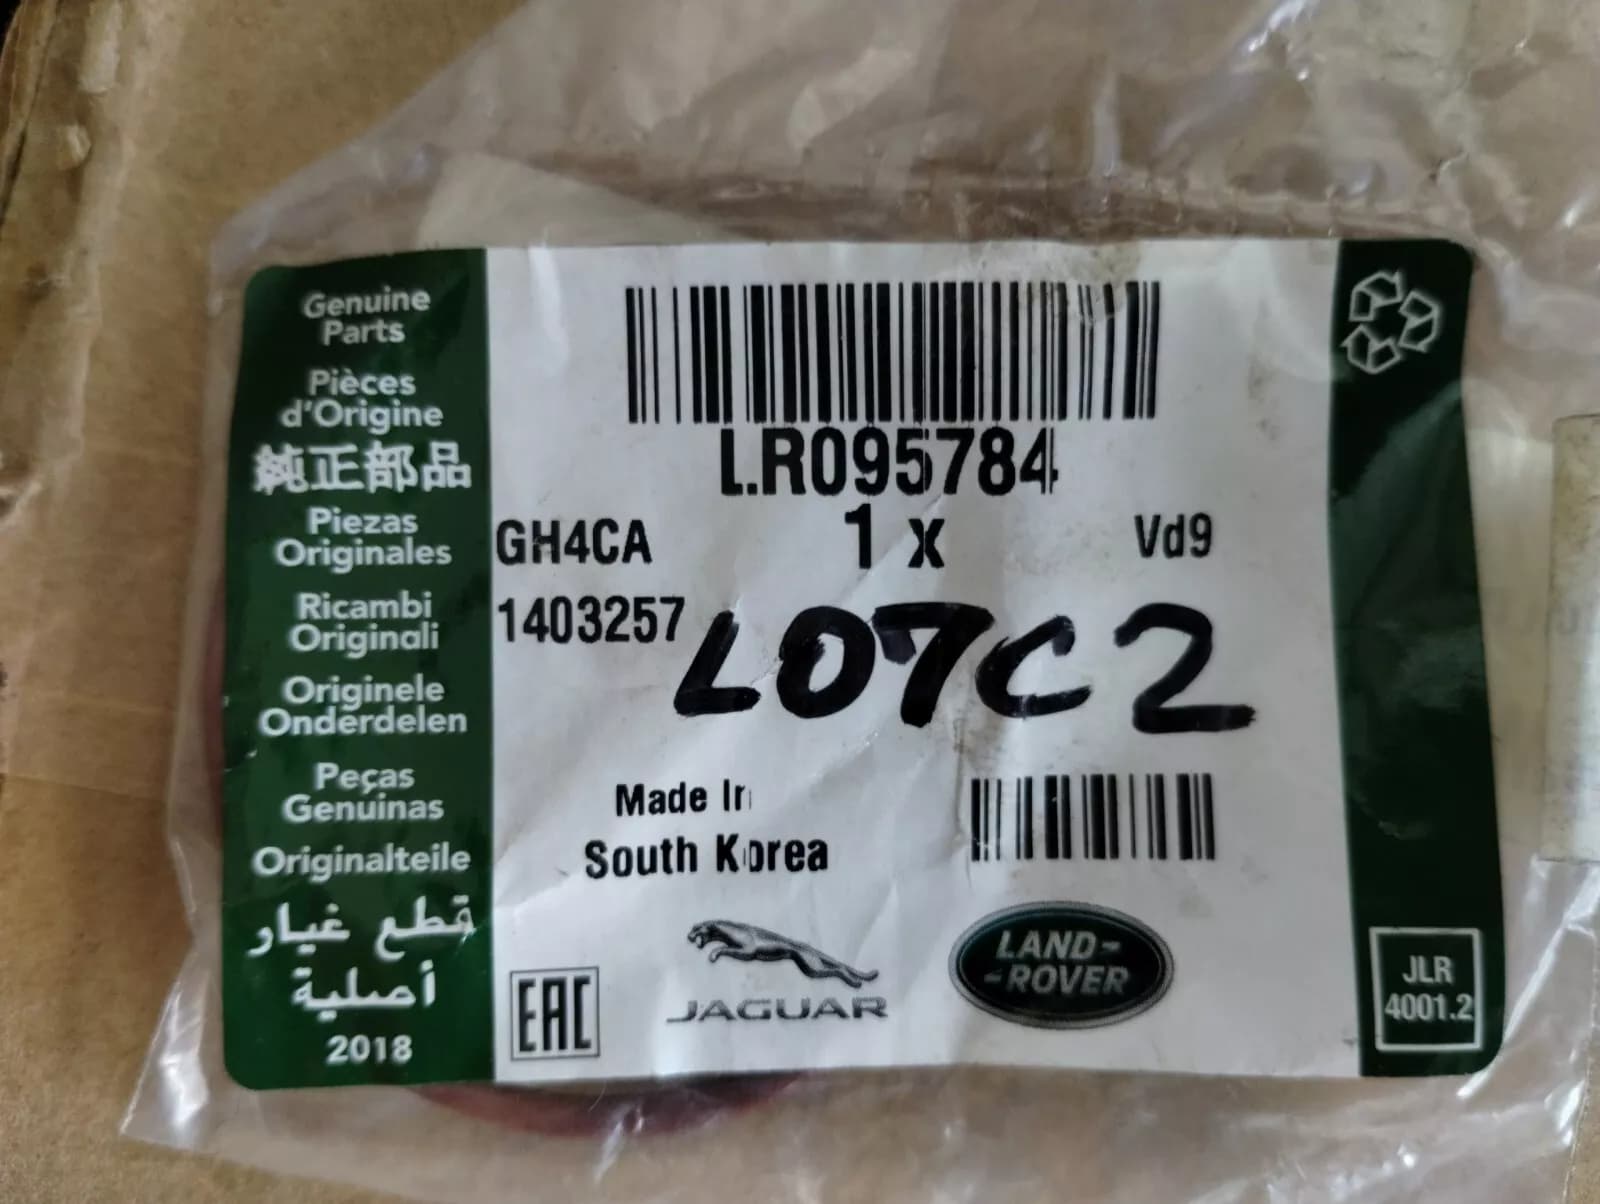 Genuine
Parts
Pièces
d'Origine
純正部品
Piezas
Originales
Ricambi
Originali
Originele
Onderdelen
Peças
Genuinas
Originalteile
قطع غيار
أصلية
2018
LR095784
GH4CA 1 x Vd9
1403257
LOTC2
Made In
South Korea
EAC
JAGUAR
LAND-
-ROVER
JLR
4001.2